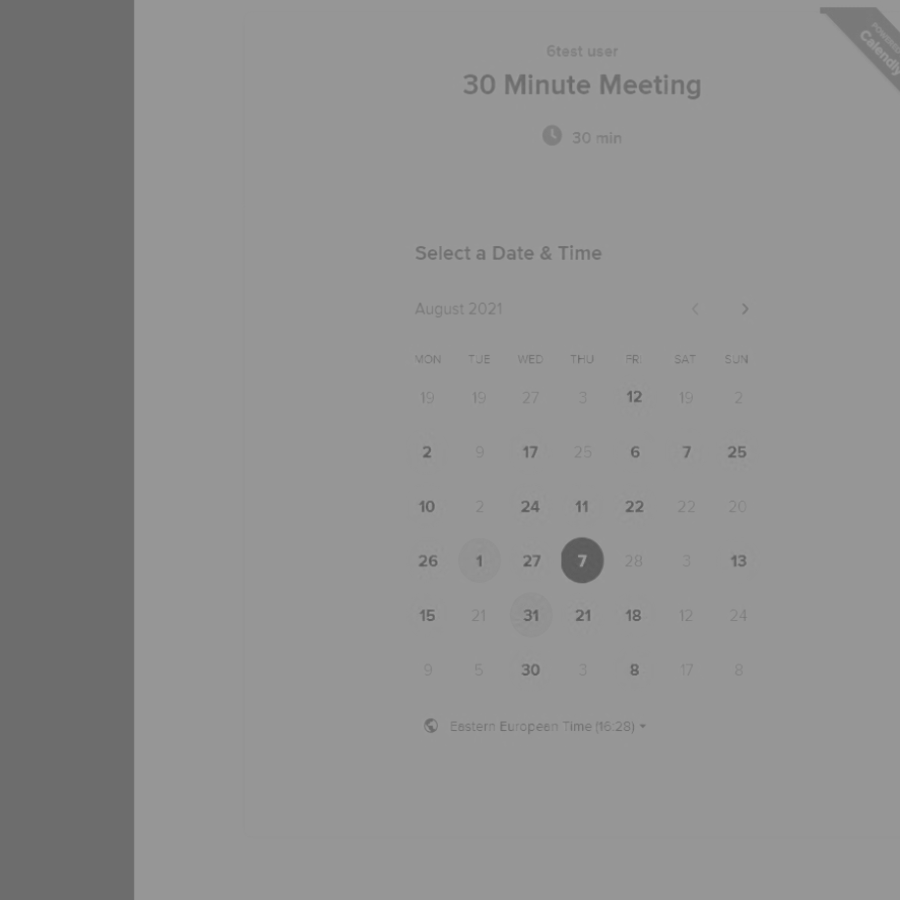 POWERED BY
Calendly
6test user
30 Minute Meeting
30 min
Select a Date & Time
August 2021
MON TUE WED THU FRI SAT SUN
19 19 27 3 12 19 2
2 9 17 25 6 7 25
10 2 24 11 22 22 20
26 1 27 7 28 3 13
15 21 31 21 18 12 24
9 5 30 3 8 17 8
Eastern European Time (16:28)